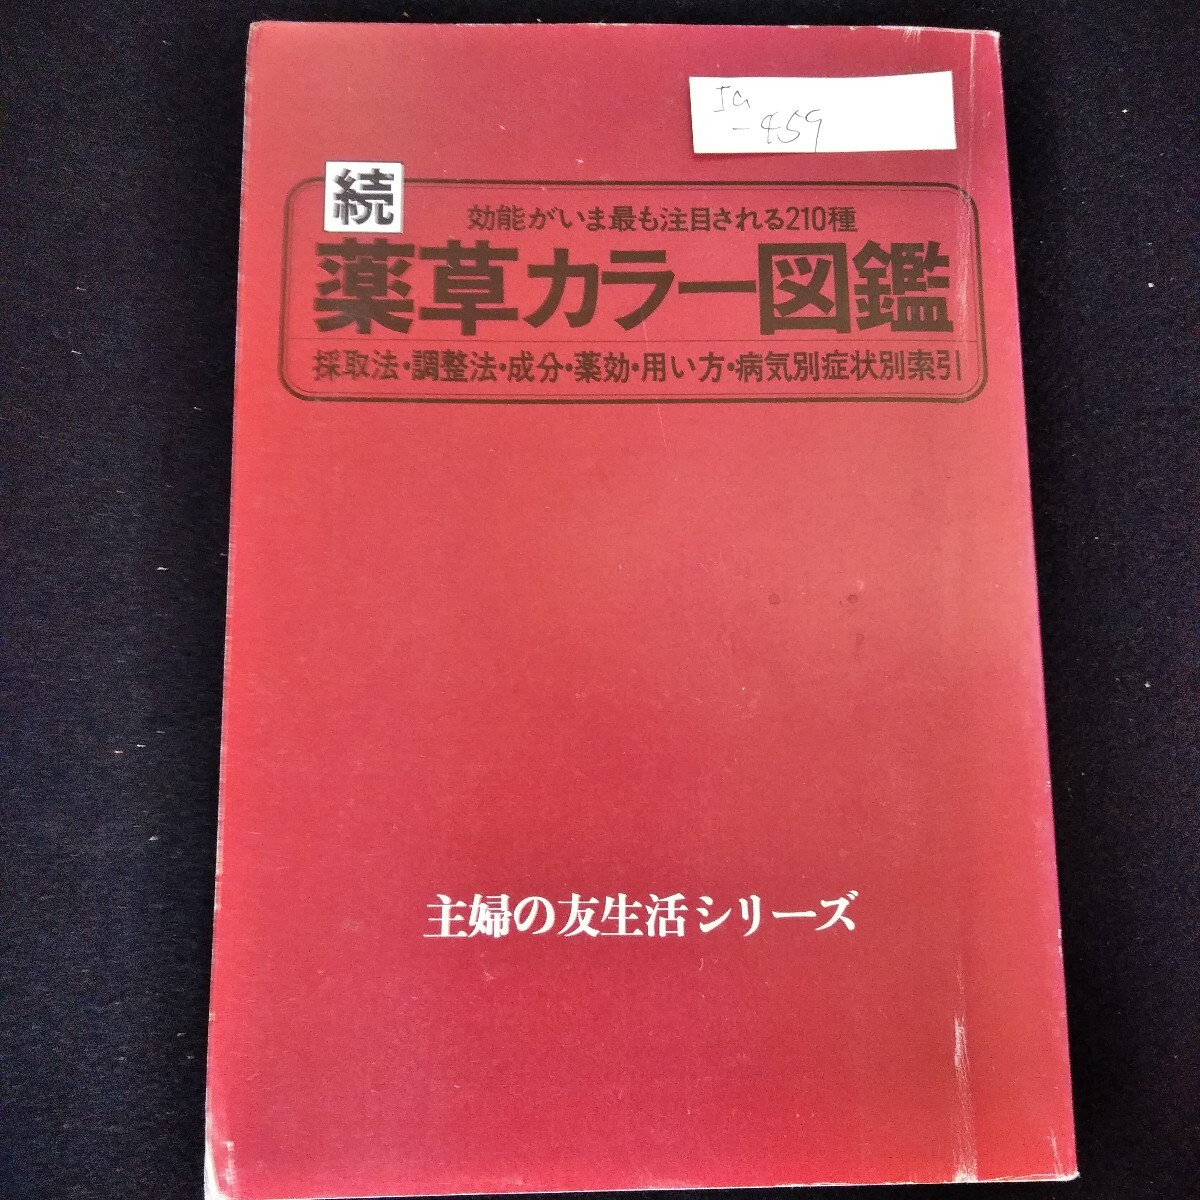 Ia
-459
続
効能がいま最も注目される210種
薬草カラー図鑑
採取法・調整法・成分・薬効・用い方・病気別症状別索引
主婦の友生活シリーズ